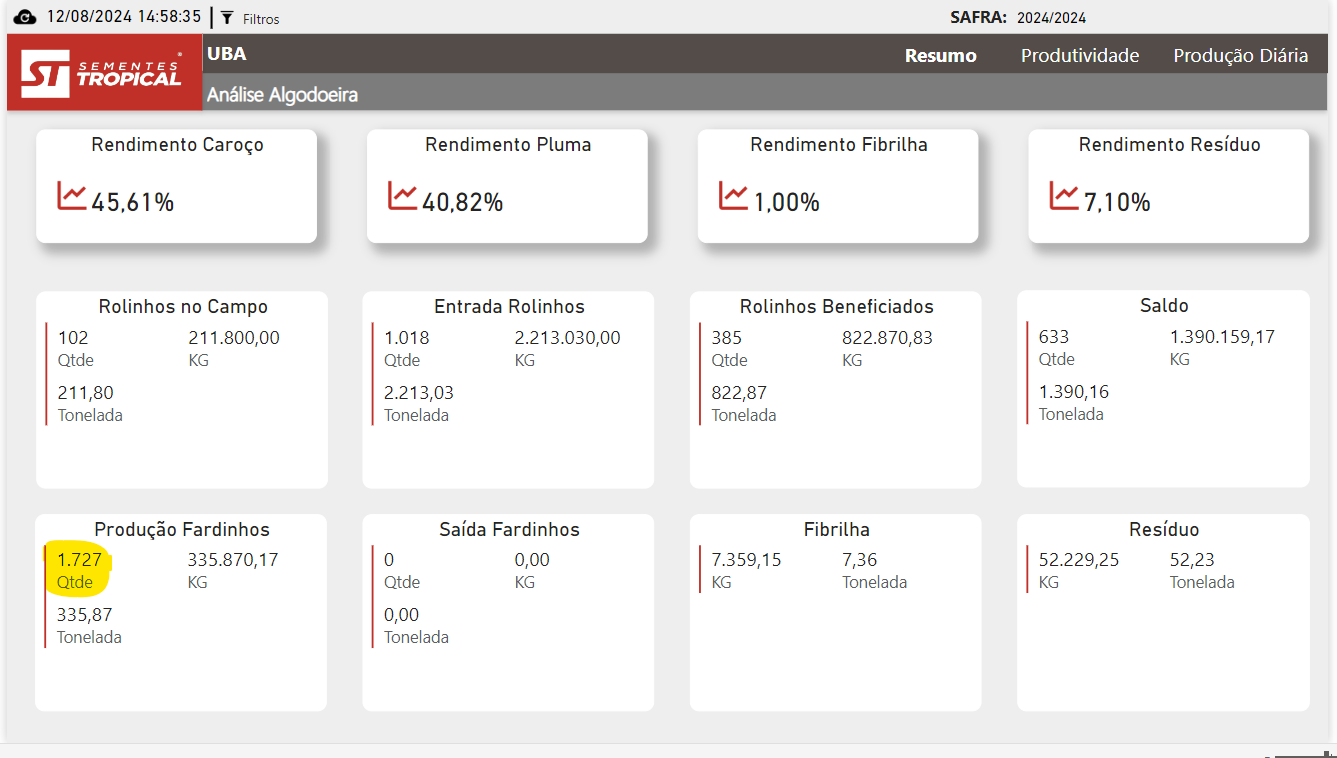 12/08/2024 14:58:35 | Filtros SAFRA: 2024/2024
ST SEMENTES TROPICAL®
UBA Resumo Produtividade Produção Diária
Análise Algodoeira
Rendimento Caroço
45,61%
Rendimento Pluma
40,82%
Rendimento Fibrilha
1,00%
Rendimento Resíduo
7,10%
Rolinhos no Campo
102 211.800,00
Qtde KG
211,80
Tonelada
Entrada Rolinhos
1.018 2.213.030,00
Qtde KG
2.213,03
Tonelada
Rolinhos Beneficiados
385 822.870,83
Qtde KG
822,87
Tonelada
Saldo
633 1.390.159,17
Qtde KG
1.390,16
Tonelada
Produção Fardinhos
1.727 335.870,17
Qtde KG
335,87
Tonelada
Saída Fardinhos
0 0,00
Qtde KG
0,00
Tonelada
Fibrilha
7.359,15 7,36
KG Tonelada
Resíduo
52.229,25 52,23
KG Tonelada